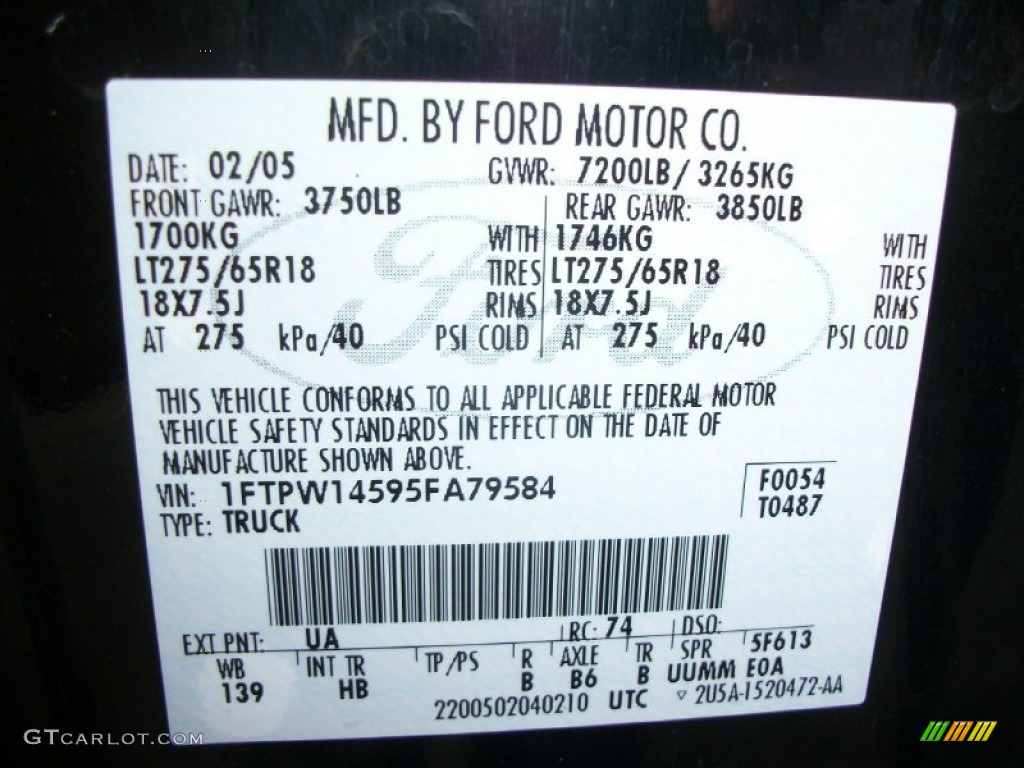 MFD. BY FORD MOTOR CO.
DATE: 02/05 GVWR: 7200LB / 3265KG
FRONT GAWR: 3750LB REAR GAWR: 3850LB
1700KG WITH 1746KG WITH
LT275/65R18 TIRES LT275/65R18 TIRES
18X7.5J RIMS 18X7.5J RIMS
AT 275 kPa/40 PSI COLD AT 275 kPa/40 PSI COLD
Ford
THIS VEHICLE CONFORMS TO ALL APPLICABLE FEDERAL MOTOR
VEHICLE SAFETY STANDARDS IN EFFECT ON THE DATE OF
MANUFACTURE SHOWN ABOVE.
VIN: 1FTPW14595FA79584 F0054
TYPE: TRUCK T0487
EXT PNT: UA RC: 74 DSO:
WB INT TR TP/PS R AXLE TR SPR 5F613
139 HB B B6 B UUMM EOA
2200502040210 UTC ▽ 2U5A-1520472-AA
GTCARLOT.COM